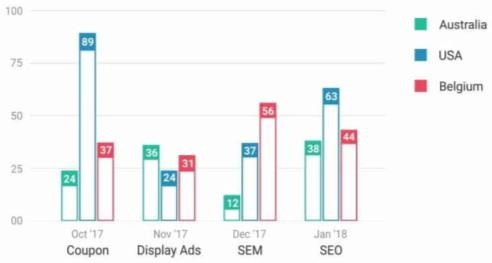 100
Australia
89
USA
75
63
Belgium
56
50
37
36
37
38
44
31
25
24
24
12
00
Oct '17
Nov '17
Dec '17
Jan '18
Coupon
Display Ads
SEM
SEO